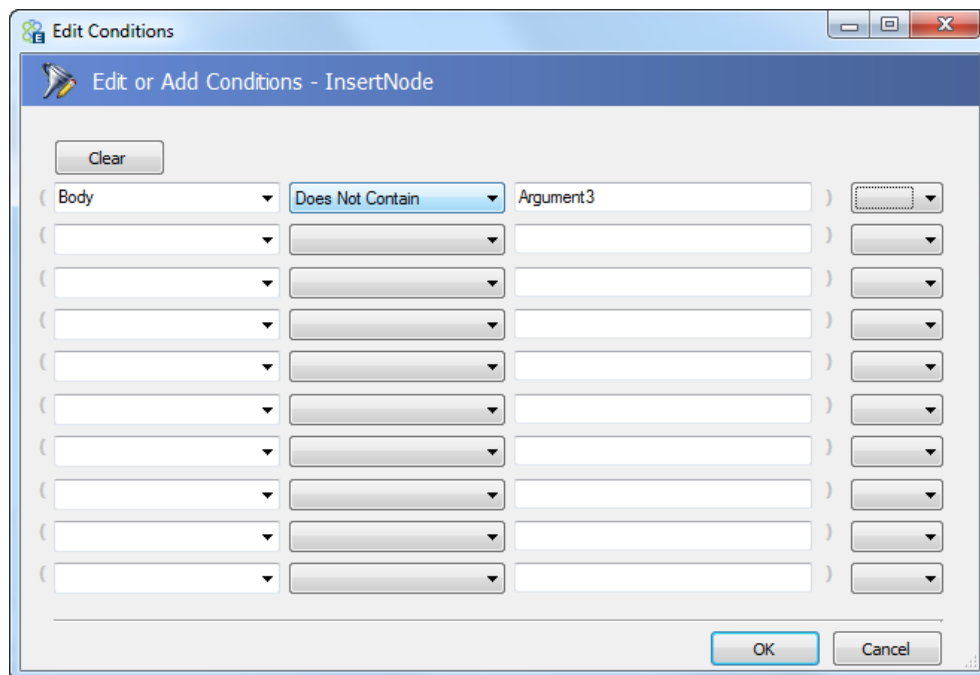 Edit Conditions
Edit or Add Conditions - InsertNode
Clear
( Body Does Not Contain Argument3 )
( )
( )
( )
( )
( )
( )
( )
( )
( )
OK Cancel